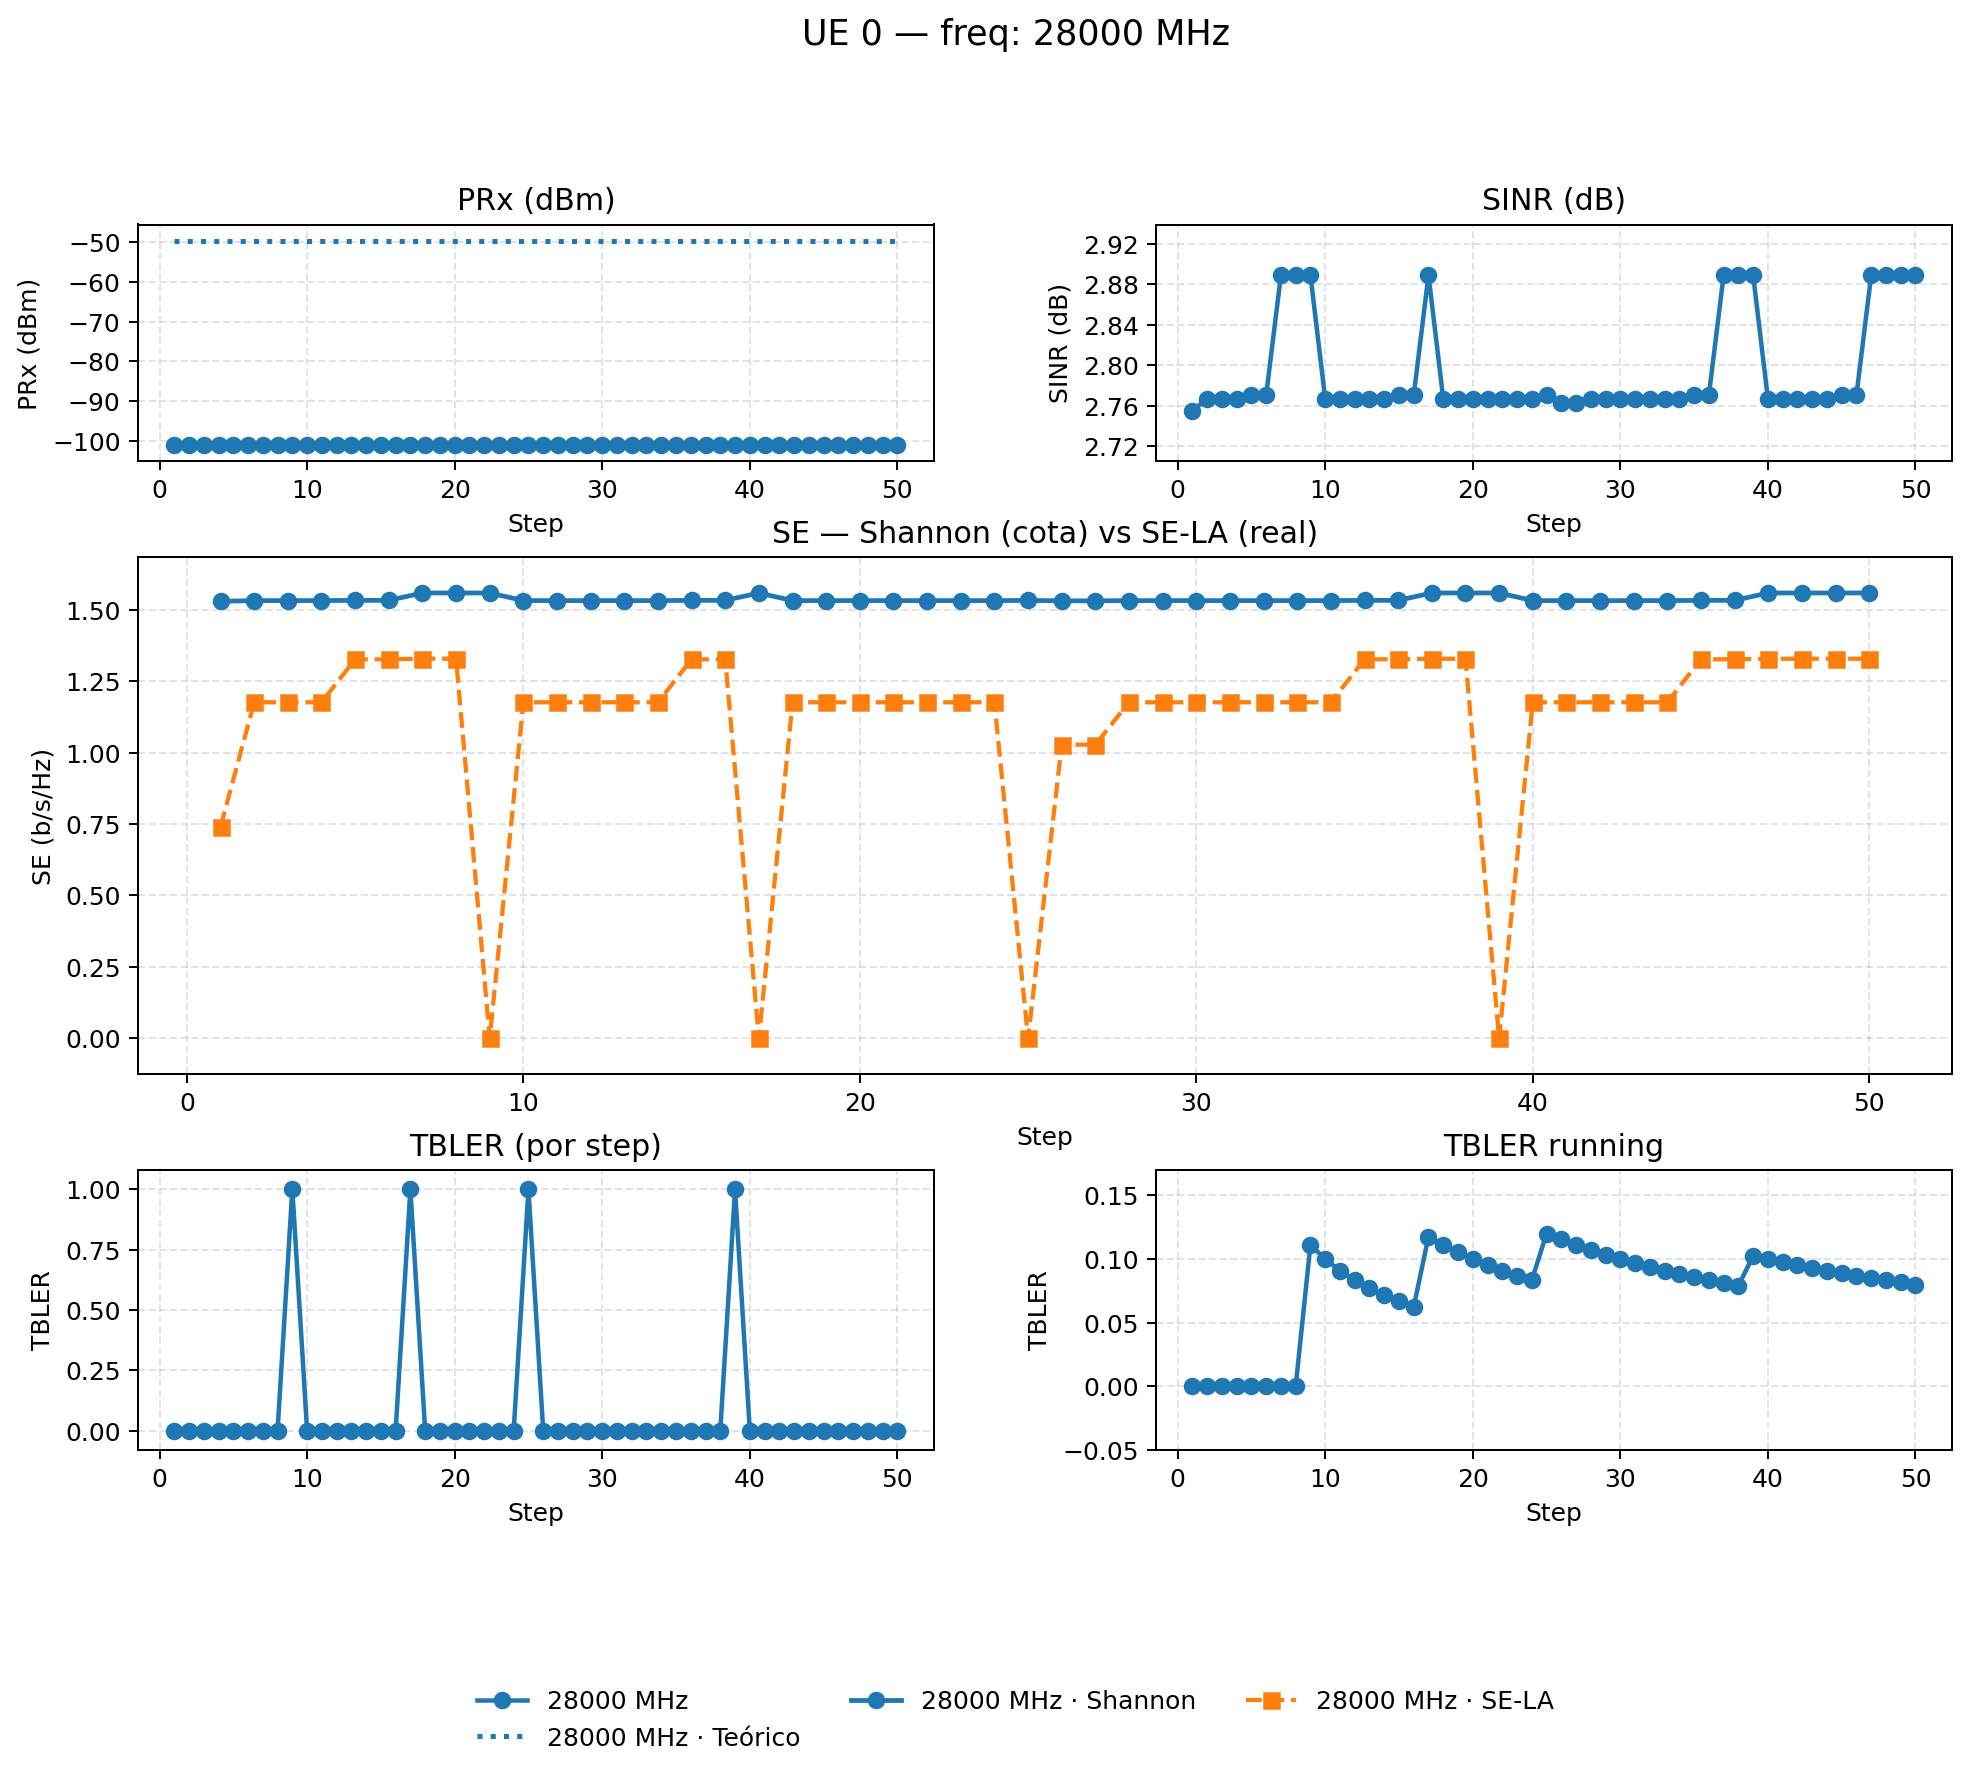 UE 0 — freq: 28000 MHz
PRx (dBm)
PRx (dBm)
−50
−60
−70
−80
−90
−100
0 10 20 30 40 50
Step
SINR (dB)
SINR (dB)
2.92
2.88
2.84
2.80
2.76
2.72
0 10 20 30 40 50
Step
SE — Shannon (cota) vs SE-LA (real)
SE (b/s/Hz)
1.50
1.25
1.00
0.75
0.50
0.25
0.00
0 10 20 30 40 50
Step
TBLER (por step)
TBLER
1.00
0.75
0.50
0.25
0.00
0 10 20 30 40 50
Step
TBLER running
TBLER
0.15
0.10
0.05
0.00
−0.05
0 10 20 30 40 50
Step
28000 MHz
28000 MHz · Teórico
28000 MHz · Shannon
28000 MHz · SE-LA